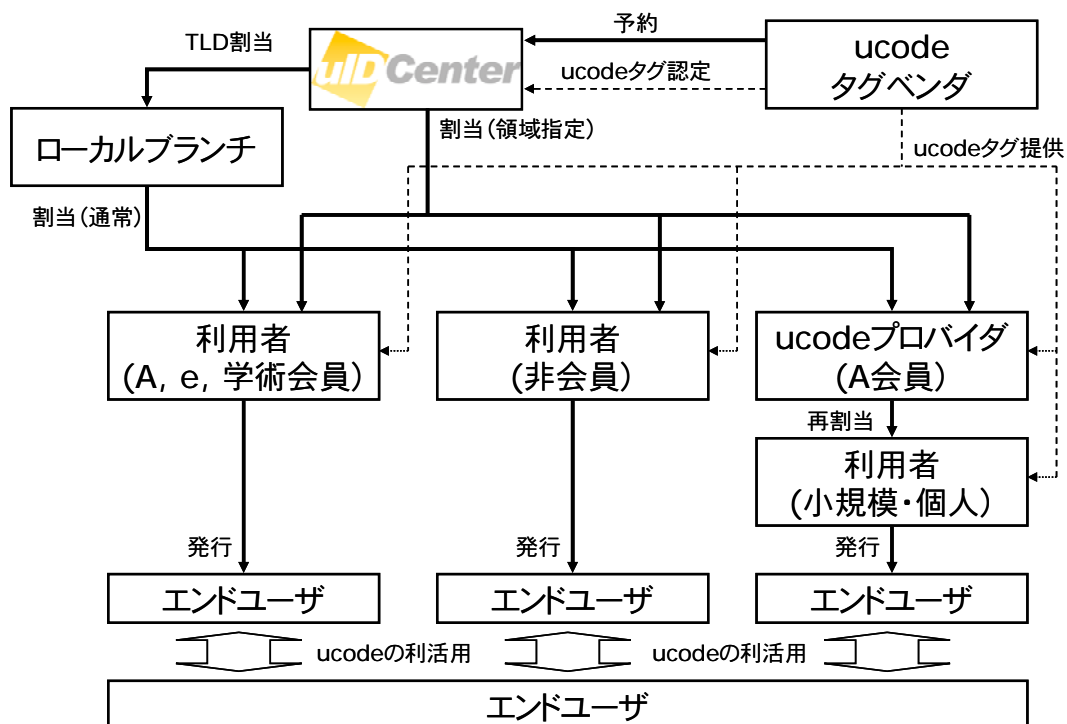 TLD割当
uID Center
予約
ucodeタグ認定
ucode
タグベンダ
ローカルブランチ
割当(領域指定)
ucodeタグ提供
割当(通常)
利用者
(A, e, 学術会員)
利用者
(非会員)
ucodeプロバイダ
(A会員)
再割当
利用者
(小規模・個人)
発行
発行
発行
エンドユーザ
エンドユーザ
エンドユーザ
ucodeの利活用
ucodeの利活用
エンドユーザ